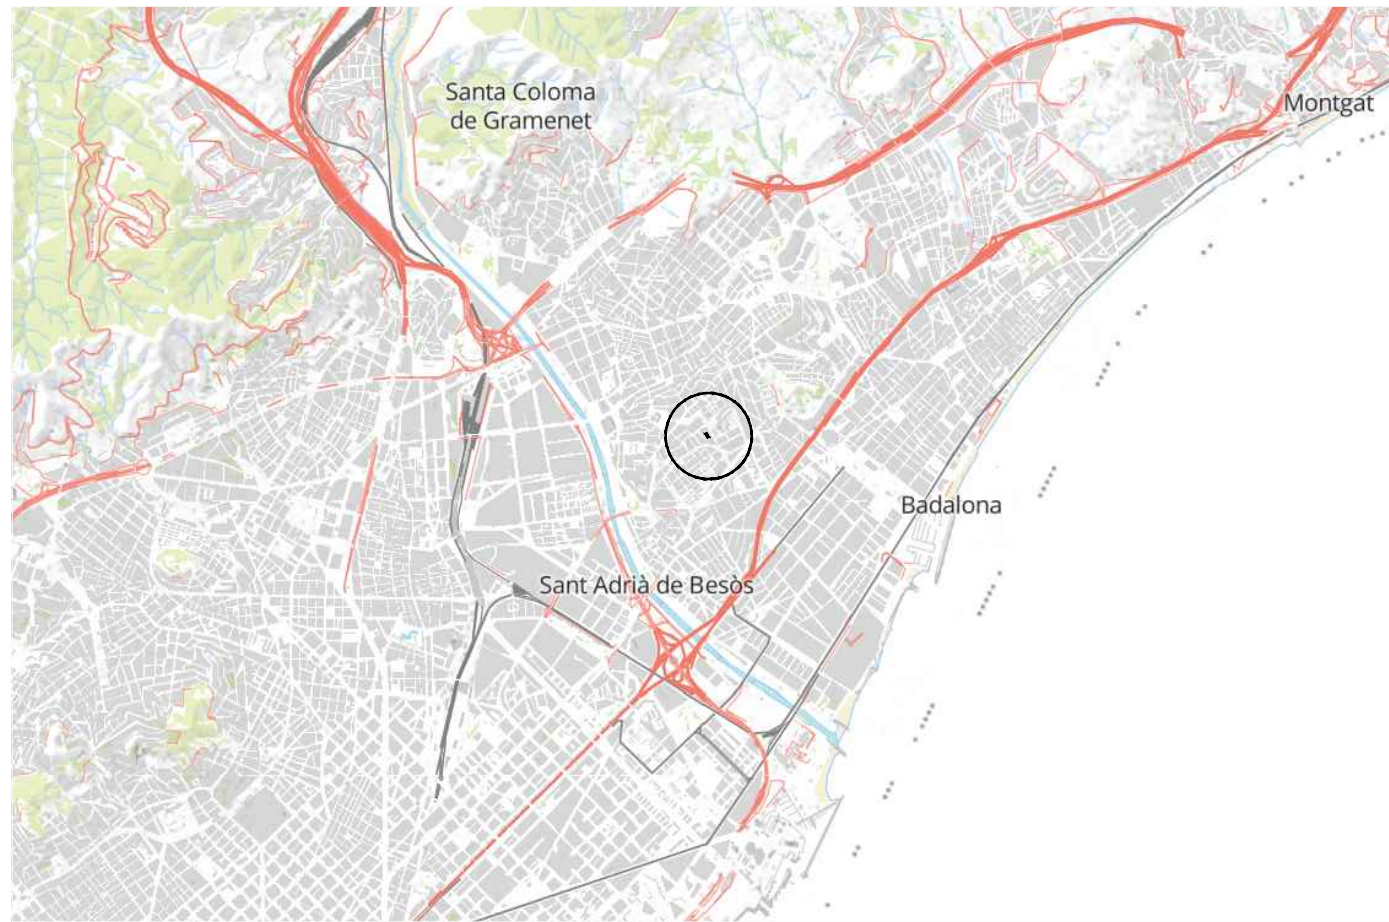 Santa Coloma
de Gramenet
Montgat
Badalona
Sant Adrià de Besòs